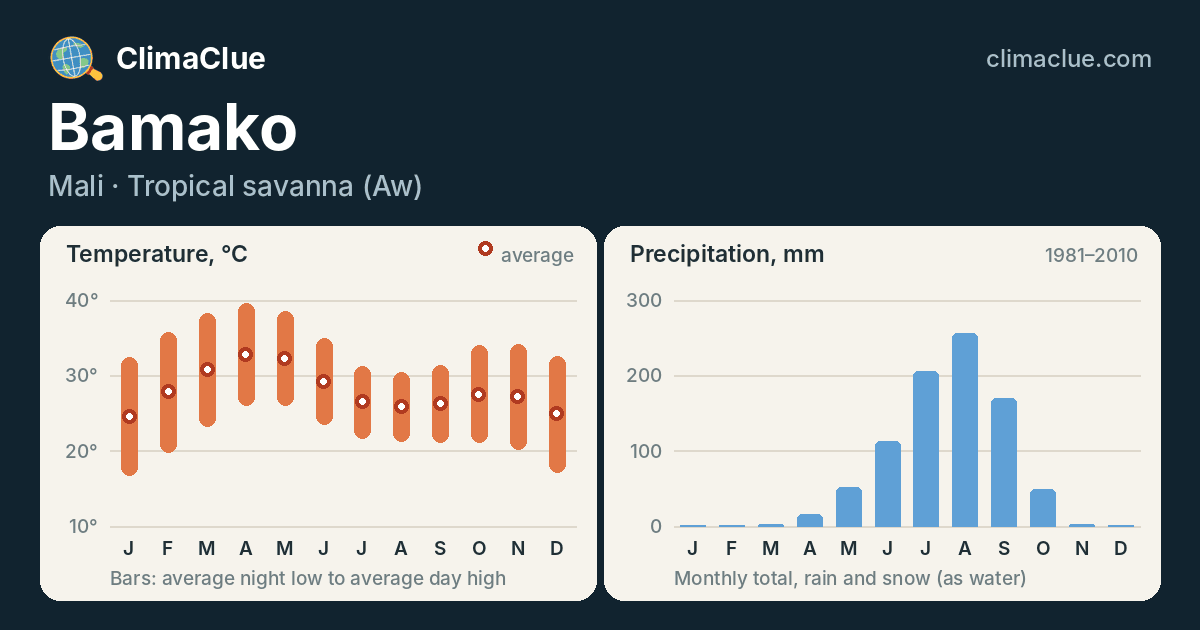 ClimaClue
climaclue.com
Bamako
Mali · Tropical savanna (Aw)
Temperature, °C
average
40°
30°
20°
10°
J F M A M J J A S O N D
Bars: average night low to average day high
Precipitation, mm
1981–2010
300
200
100
0
J F M A M J J A S O N D
Monthly total, rain and snow (as water)